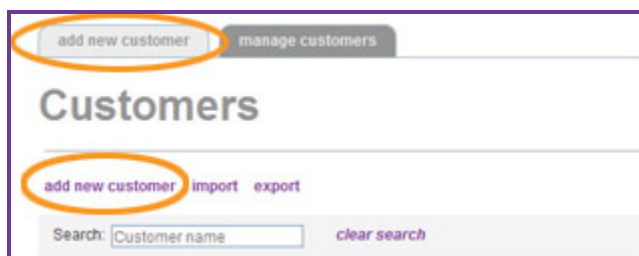 add new customer manage customers
Customers
add new customer import export
Search: Customer name clear search